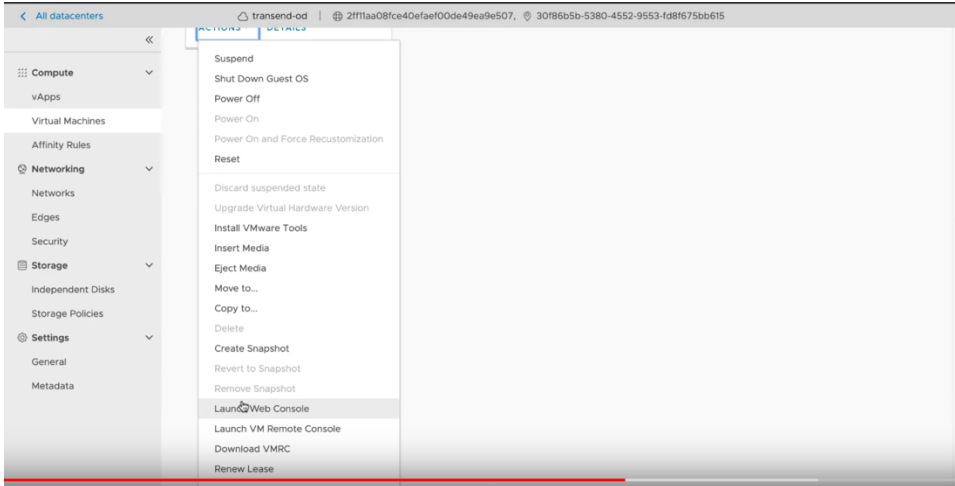 All datacenters
transend-od | 2ff11aa08fce40efaef00de49ea9e507, 30f86b5b-5380-4552-9553-fd8f675bb615
ACTIONS DETAILS
Compute
vApps
Virtual Machines
Affinity Rules
Networking
Networks
Edges
Security
Storage
Independent Disks
Storage Policies
Settings
General
Metadata
Suspend
Shut Down Guest OS
Power Off
Power On
Power On and Force Recustomization
Reset
Discard suspended state
Upgrade Virtual Hardware Version
Install VMware Tools
Insert Media
Eject Media
Move to...
Copy to...
Delete
Create Snapshot
Revert to Snapshot
Remove Snapshot
Launch Web Console
Launch VM Remote Console
Download VMRC
Renew Lease